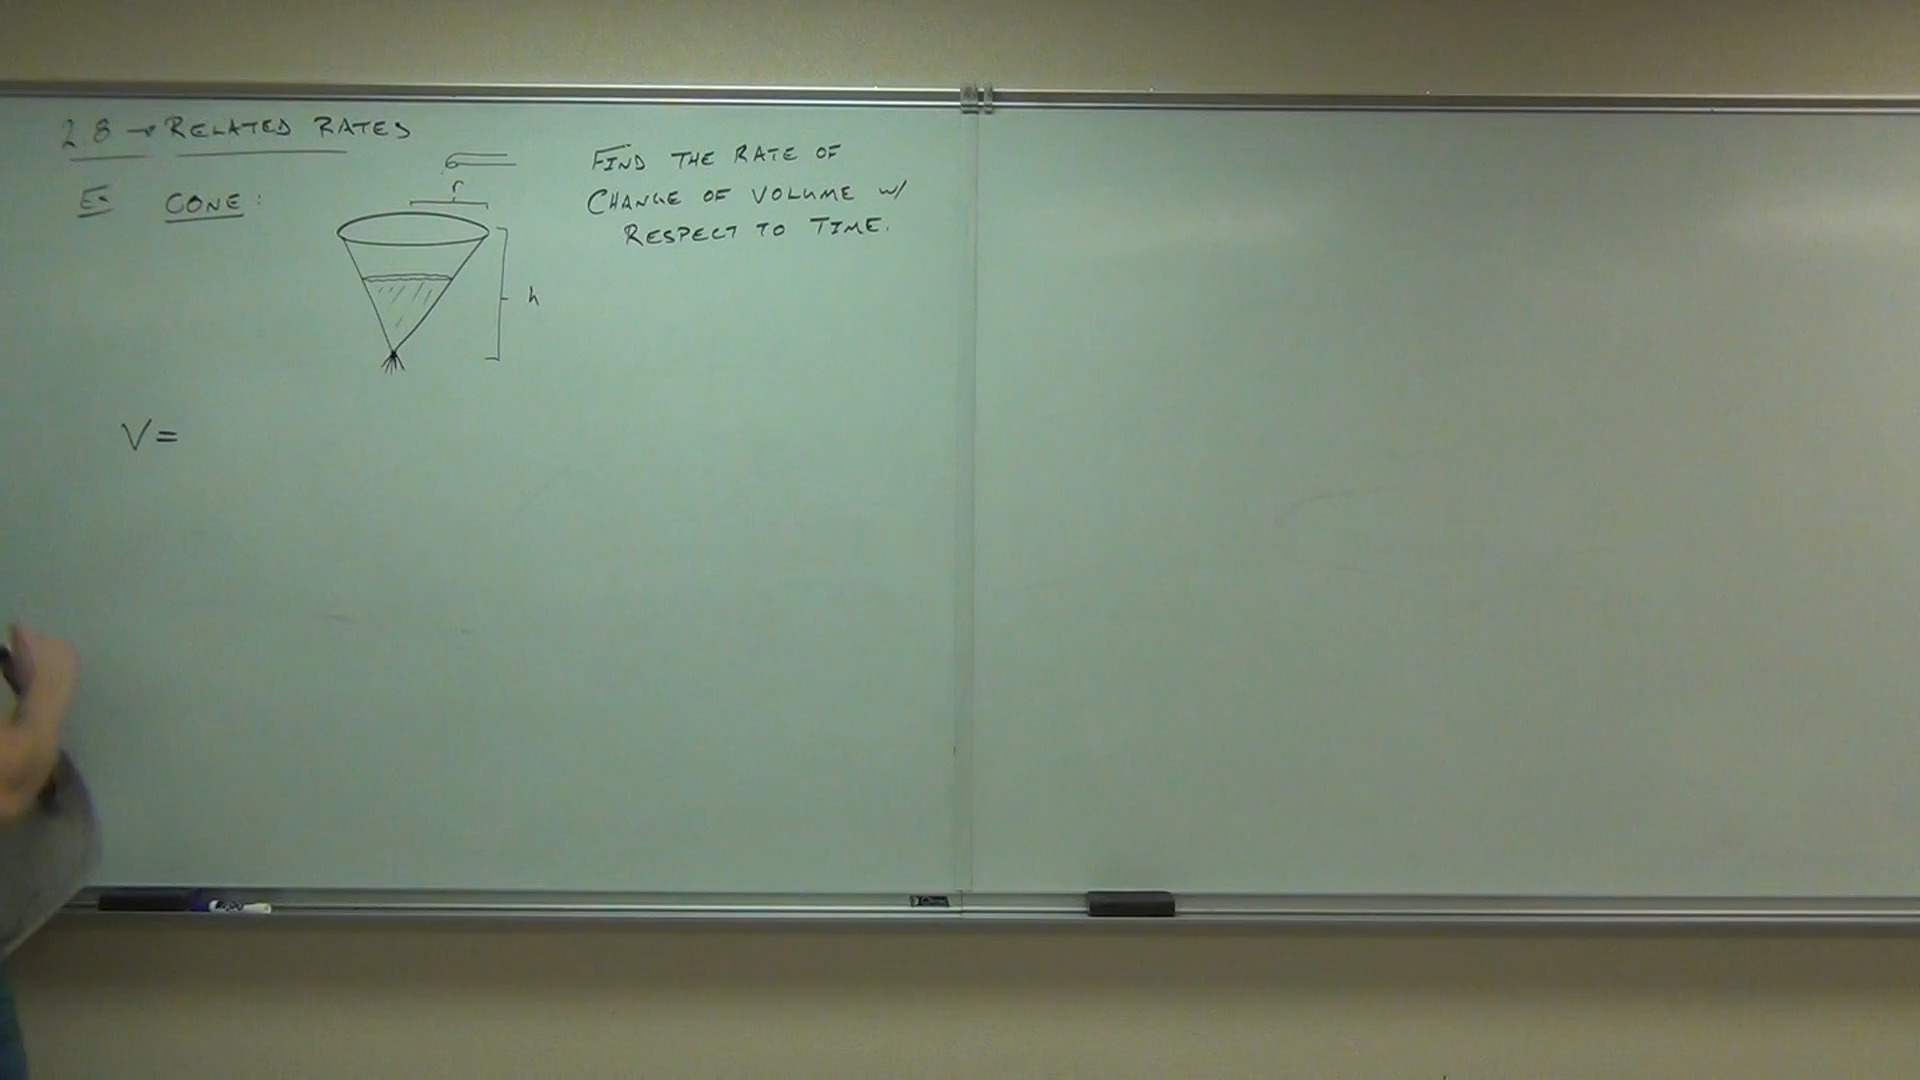 2.8 → RELATED RATES
Ex CONE:
r
h
FIND THE RATE OF
CHANGE OF VOLUME w/
RESPECT TO TIME.
V =